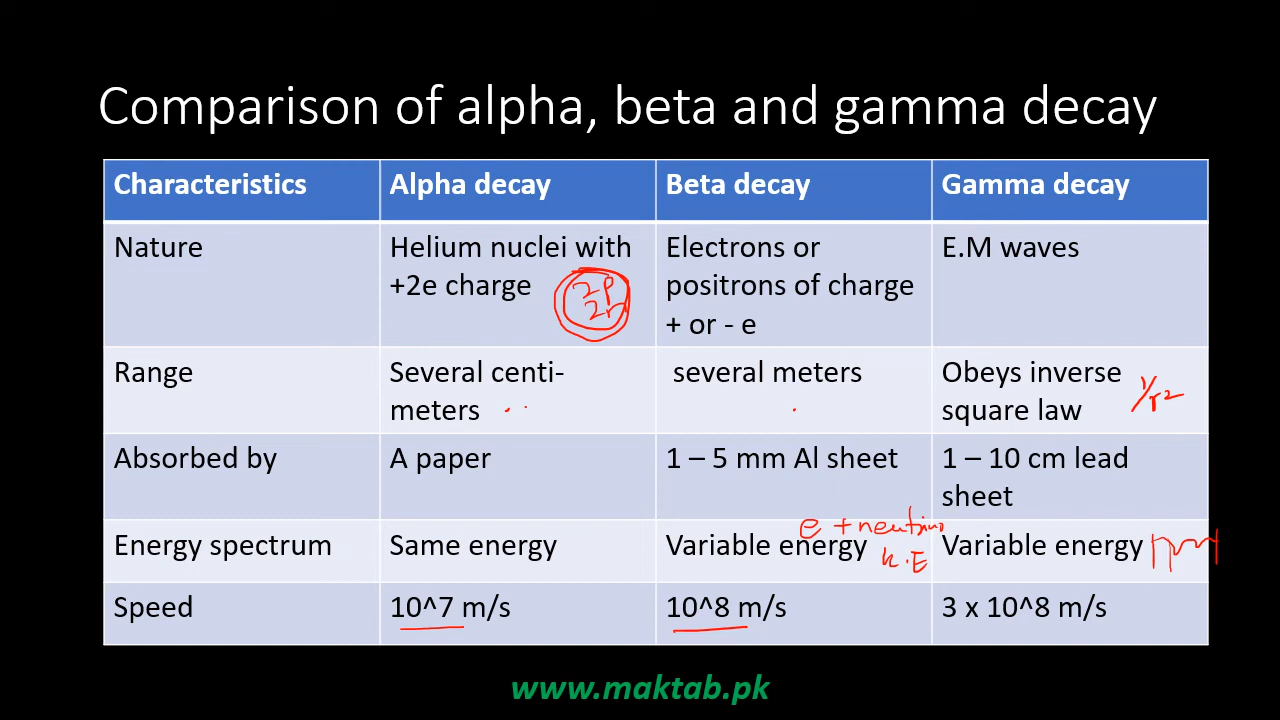 Comparison of alpha, beta and gamma decay
Characteristics Alpha decay Beta decay Gamma decay
Nature Helium nuclei with Electrons or E.M waves
+2e charge positrons of charge
2p
2n
+ or - e
Range Several centi- several meters Obeys inverse
meters square law 1/r2
Absorbed by A paper 1 – 5 mm Al sheet 1 – 10 cm lead
sheet
e + neutrino
Energy spectrum Same energy Variable energy Variable energy
k.E
Speed 10^7 m/s 10^8 m/s 3 x 10^8 m/s
www.maktab.pk